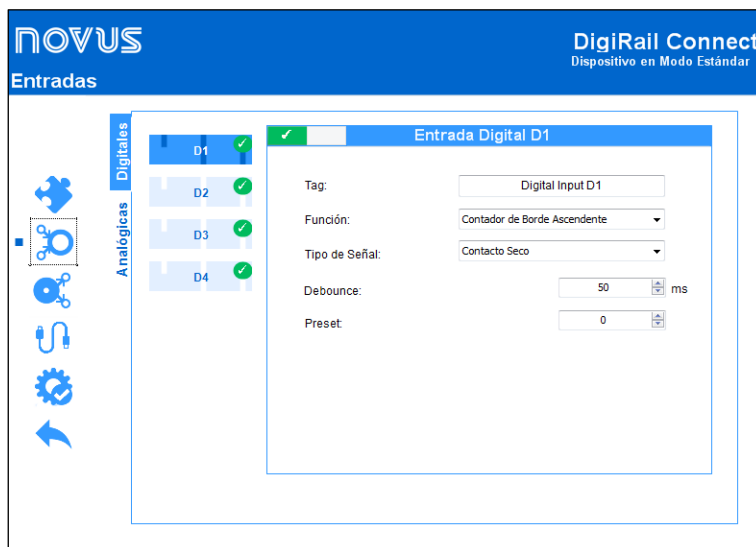 NOVUS
DigiRail Connect
Dispositivo en Modo Estándar
Entradas
Digitales
Analógicas
D1
D2
D3
D4
Entrada Digital D1
Tag: Digital Input D1
Función: Contador de Borde Ascendente
Tipo de Señal: Contacto Seco
Debounce: 50 ms
Preset: 0